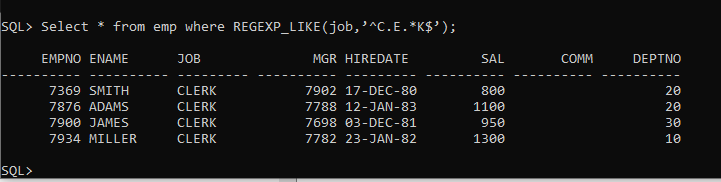 SQL> Select * from emp where REGEXP_LIKE(job,’^C.E.*K$’);
EMPNO ENAME JOB MGR HIREDATE SAL COMM DEPTNO
---------- ---------- --------- ---------- --------- ---------- ---------- ----------
7369 SMITH CLERK 7902 17-DEC-80 800 20
7876 ADAMS CLERK 7788 12-JAN-83 1100 20
7900 JAMES CLERK 7698 03-DEC-81 950 30
7934 MILLER CLERK 7782 23-JAN-82 1300 10
SQL>